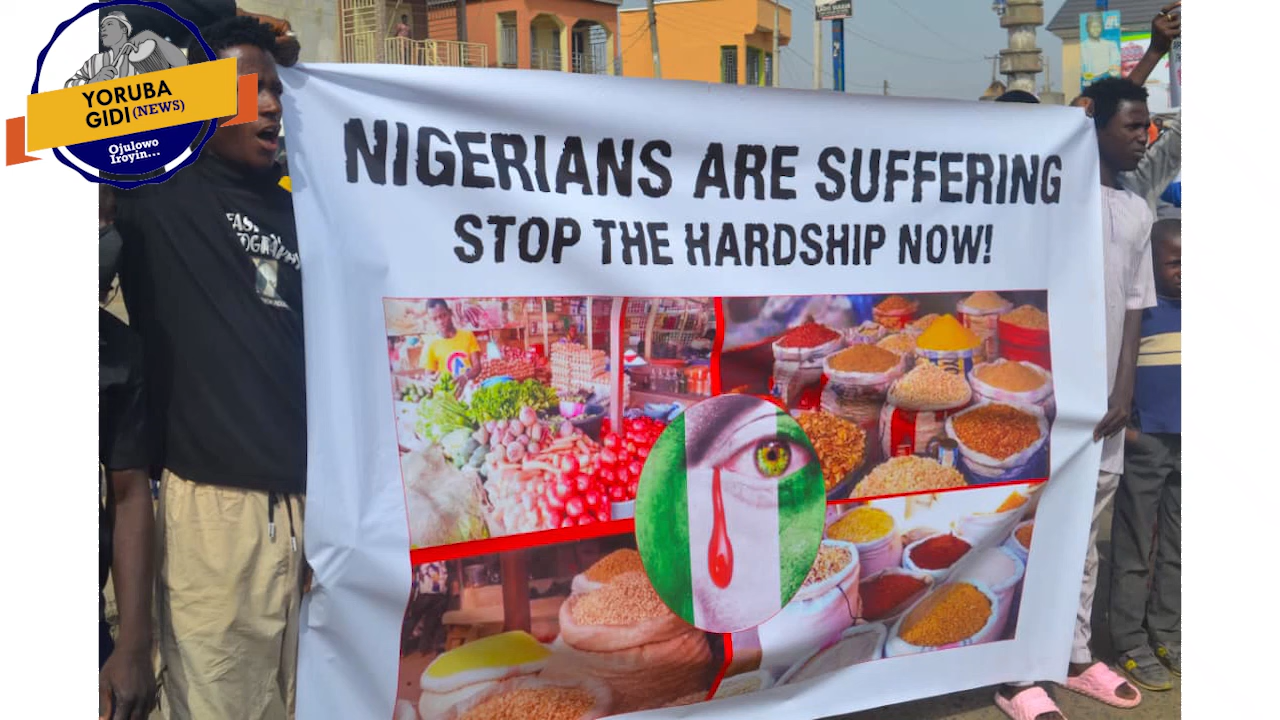 YORUBA
GIDI (NEWS)
Ojulowo
Iroyin...
NIGERIANS ARE SUFFERING
STOP THE HARDSHIP NOW!